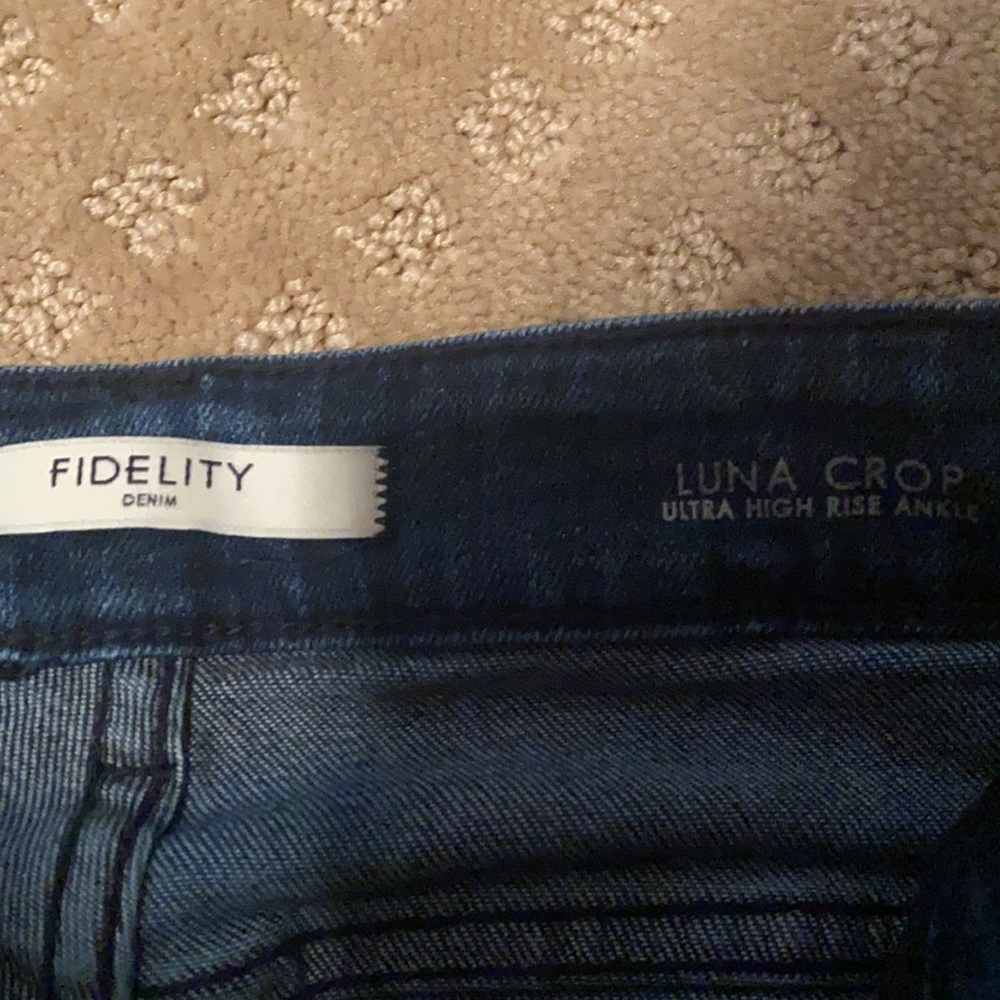 FIDELITY
DENIM
LUNA CROP
ULTRA HIGH RISE ANKLE